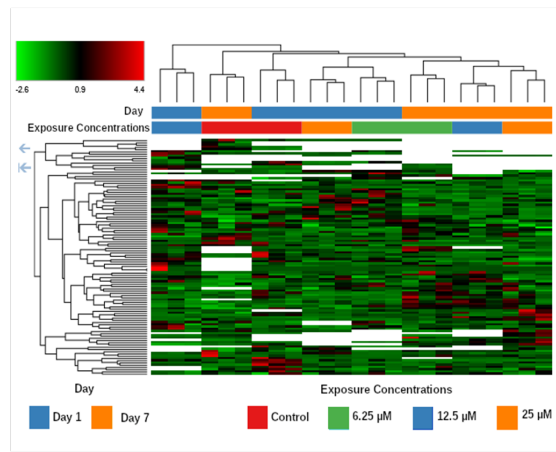 -2.6 0.9 4.4
Day
Exposure Concentrations
Day Exposure Concentrations
Day 1 Day 7 Control 6.25 µM 12.5 µM 25 µM